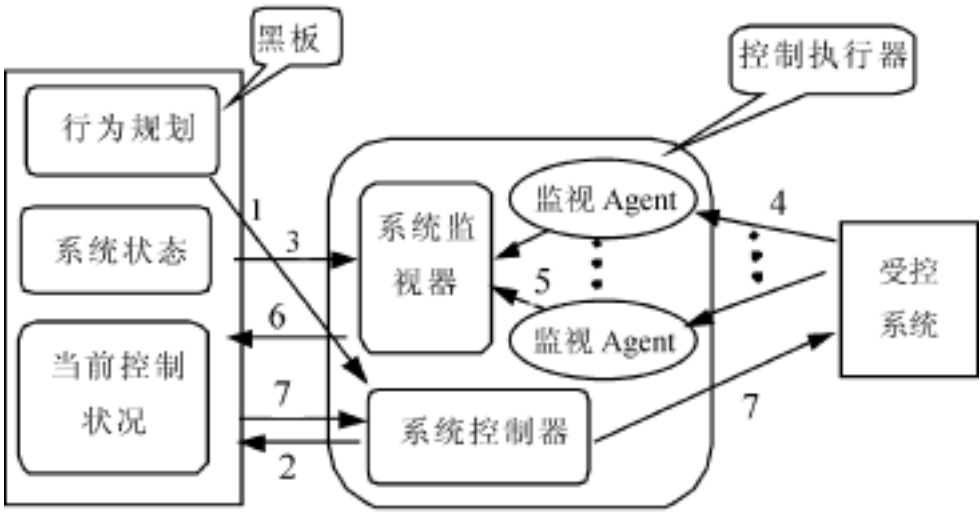 黑板
控制执行器
行为规划
1
监视 Agent
4
系统状态
3
系统监
视器
5
受控
系统
6
监视 Agent
当前控制
状况
7
系统控制器
7
2